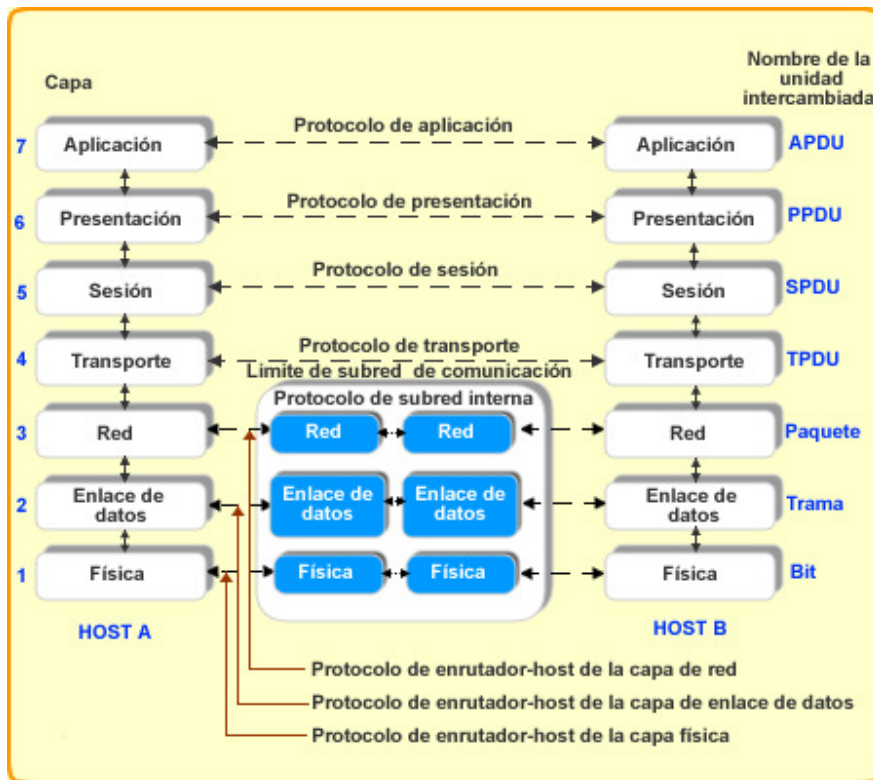 Capa
Nombre de la
unidad
intercambiada
7
Aplicación
Protocolo de aplicación
Aplicación
APDU
6
Presentación
Protocolo de presentación
Presentación
PPDU
5
Sesión
Protocolo de sesión
Sesión
SPDU
4
Transporte
Protocolo de transporte
Transporte
TPDU
Limite de subred de comunicación
Protocolo de subred interna
3
Red
Red
Red
Red
Paquete
2
Enlace de
datos
Enlace de
datos
Enlace de
datos
Enlace de
datos
Trama
1
Física
Física
Física
Física
Bit
HOST A
HOST B
Protocolo de enrutador-host de la capa de red
Protocolo de enrutador-host de la capa de enlace de datos
Protocolo de enrutador-host de la capa física